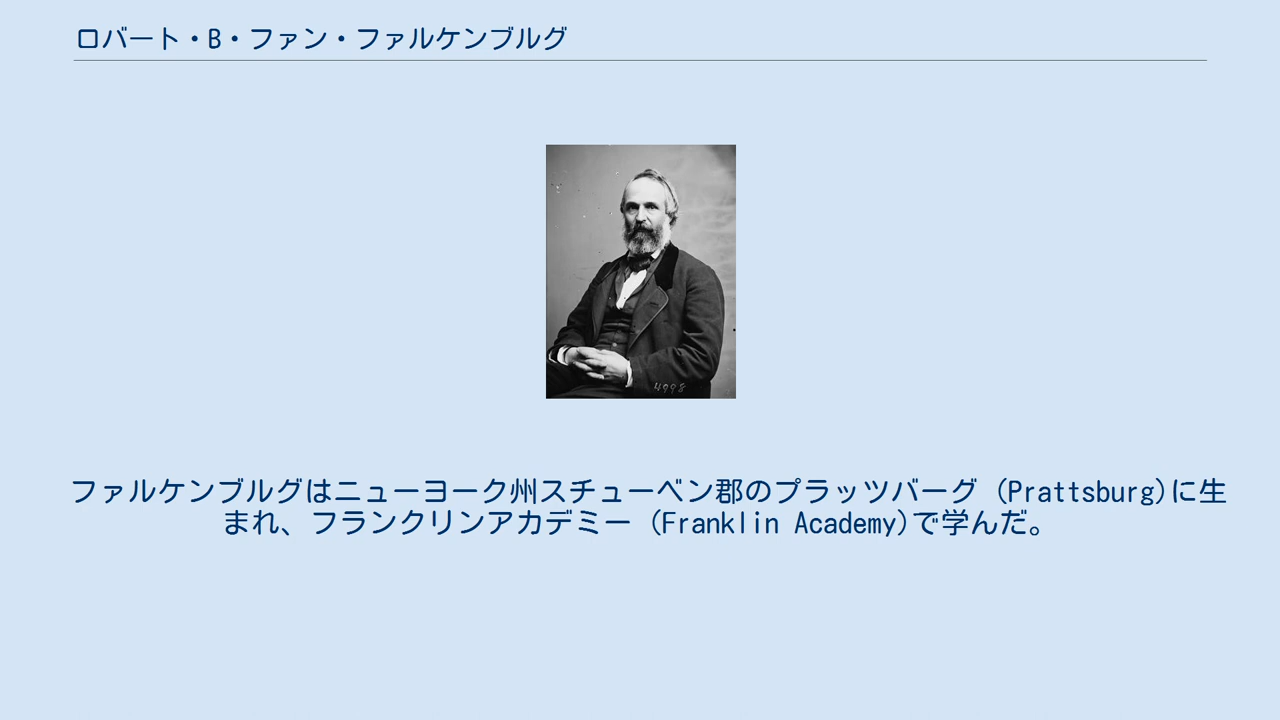 ロバート・B・ファン・ファルケンブルグ
4998
ファルケンブルグはニューヨーク州スチューベン郡のプラッツバーグ (Prattsburg)に生
まれ、フランクリンアカデミー (Franklin Academy)で学んだ。